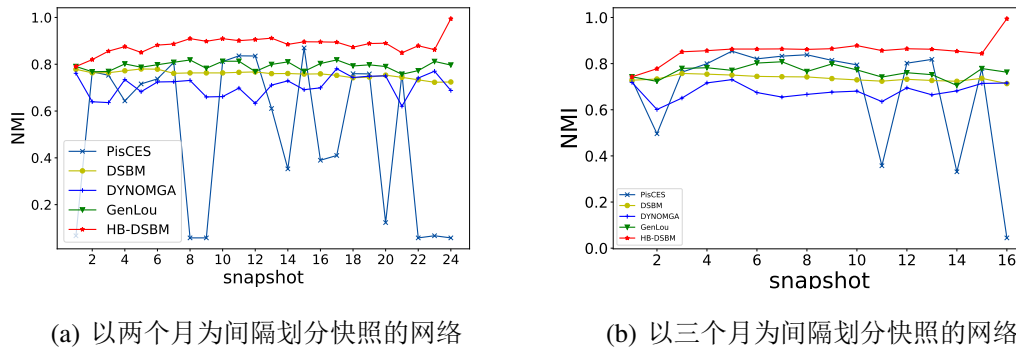 1.0
0.8
0.6
0.4
0.2
NMI
PisCES
DSBM
DYNOMGA
GenLou
HB-DSBM
2 4 6 8 10 12 14 16 18 20 22 24
snapshot
(a) 以两个月为间隔划分快照的网络
1.0
0.8
0.6
0.4
0.2
0.0
NMI
PisCES
DSBM
DYNOMGA
GenLou
HB-DSBM
2 4 6 8 10 12 14 16
snapshot
(b) 以三个月为间隔划分快照的网络